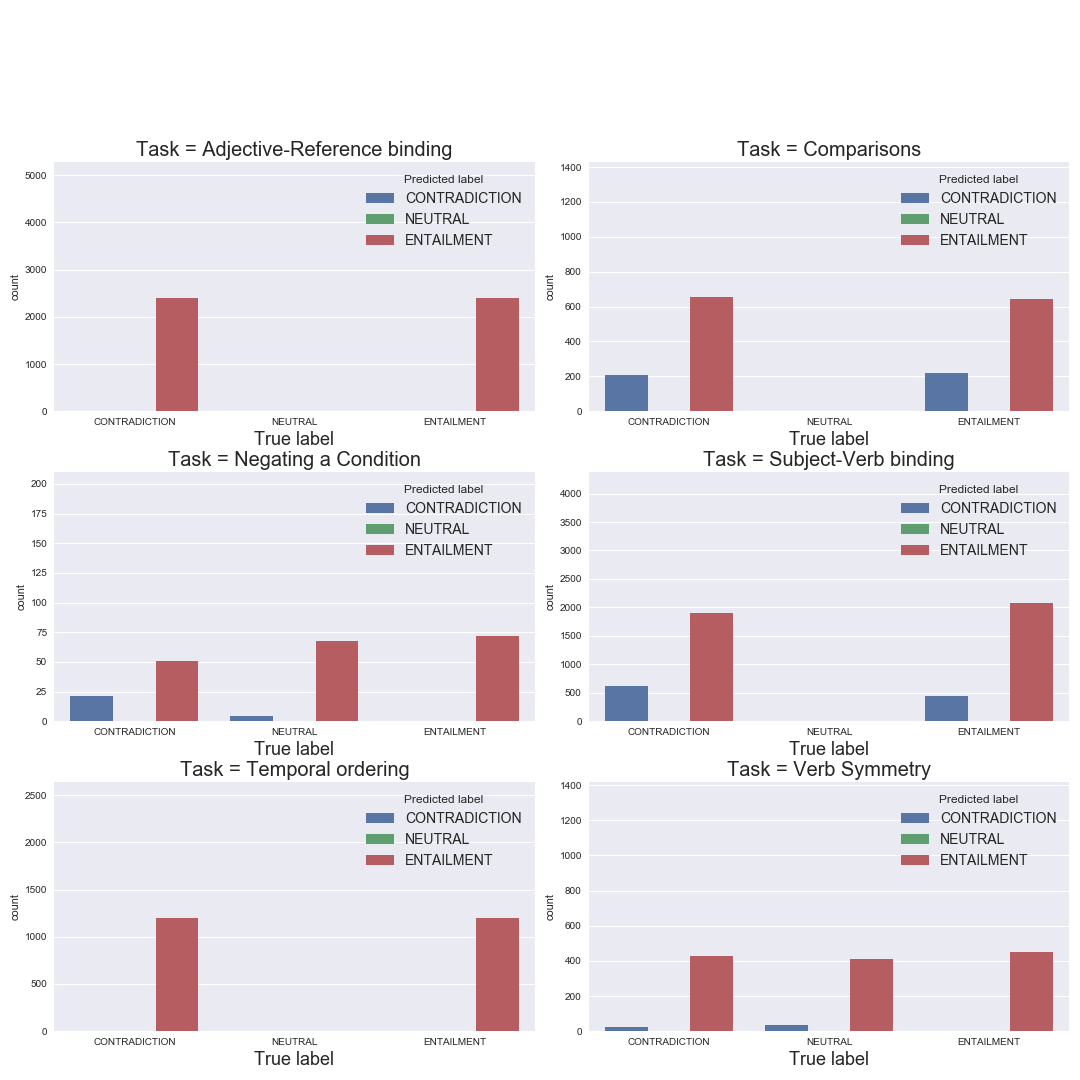 Task = Adjective-Reference binding
Predicted label
CONTRADICTION
NEUTRAL
ENTAILMENT
5000
4000
3000
2000
1000
0
count
CONTRADICTION NEUTRAL ENTAILMENT
True label
Task = Comparisons
Predicted label
CONTRADICTION
NEUTRAL
ENTAILMENT
1400
1200
1000
800
600
400
200
0
count
CONTRADICTION NEUTRAL ENTAILMENT
True label
Task = Negating a Condition
Predicted label
CONTRADICTION
NEUTRAL
ENTAILMENT
200
175
150
125
100
75
50
25
0
count
CONTRADICTION NEUTRAL ENTAILMENT
True label
Task = Subject-Verb binding
Predicted label
CONTRADICTION
NEUTRAL
ENTAILMENT
4000
3500
3000
2500
2000
1500
1000
500
0
count
CONTRADICTION NEUTRAL ENTAILMENT
True label
Task = Temporal ordering
Predicted label
CONTRADICTION
NEUTRAL
ENTAILMENT
2500
2000
1500
1000
500
0
count
CONTRADICTION NEUTRAL ENTAILMENT
True label
Task = Verb Symmetry
Predicted label
CONTRADICTION
NEUTRAL
ENTAILMENT
1400
1200
1000
800
600
400
200
0
count
CONTRADICTION NEUTRAL ENTAILMENT
True label